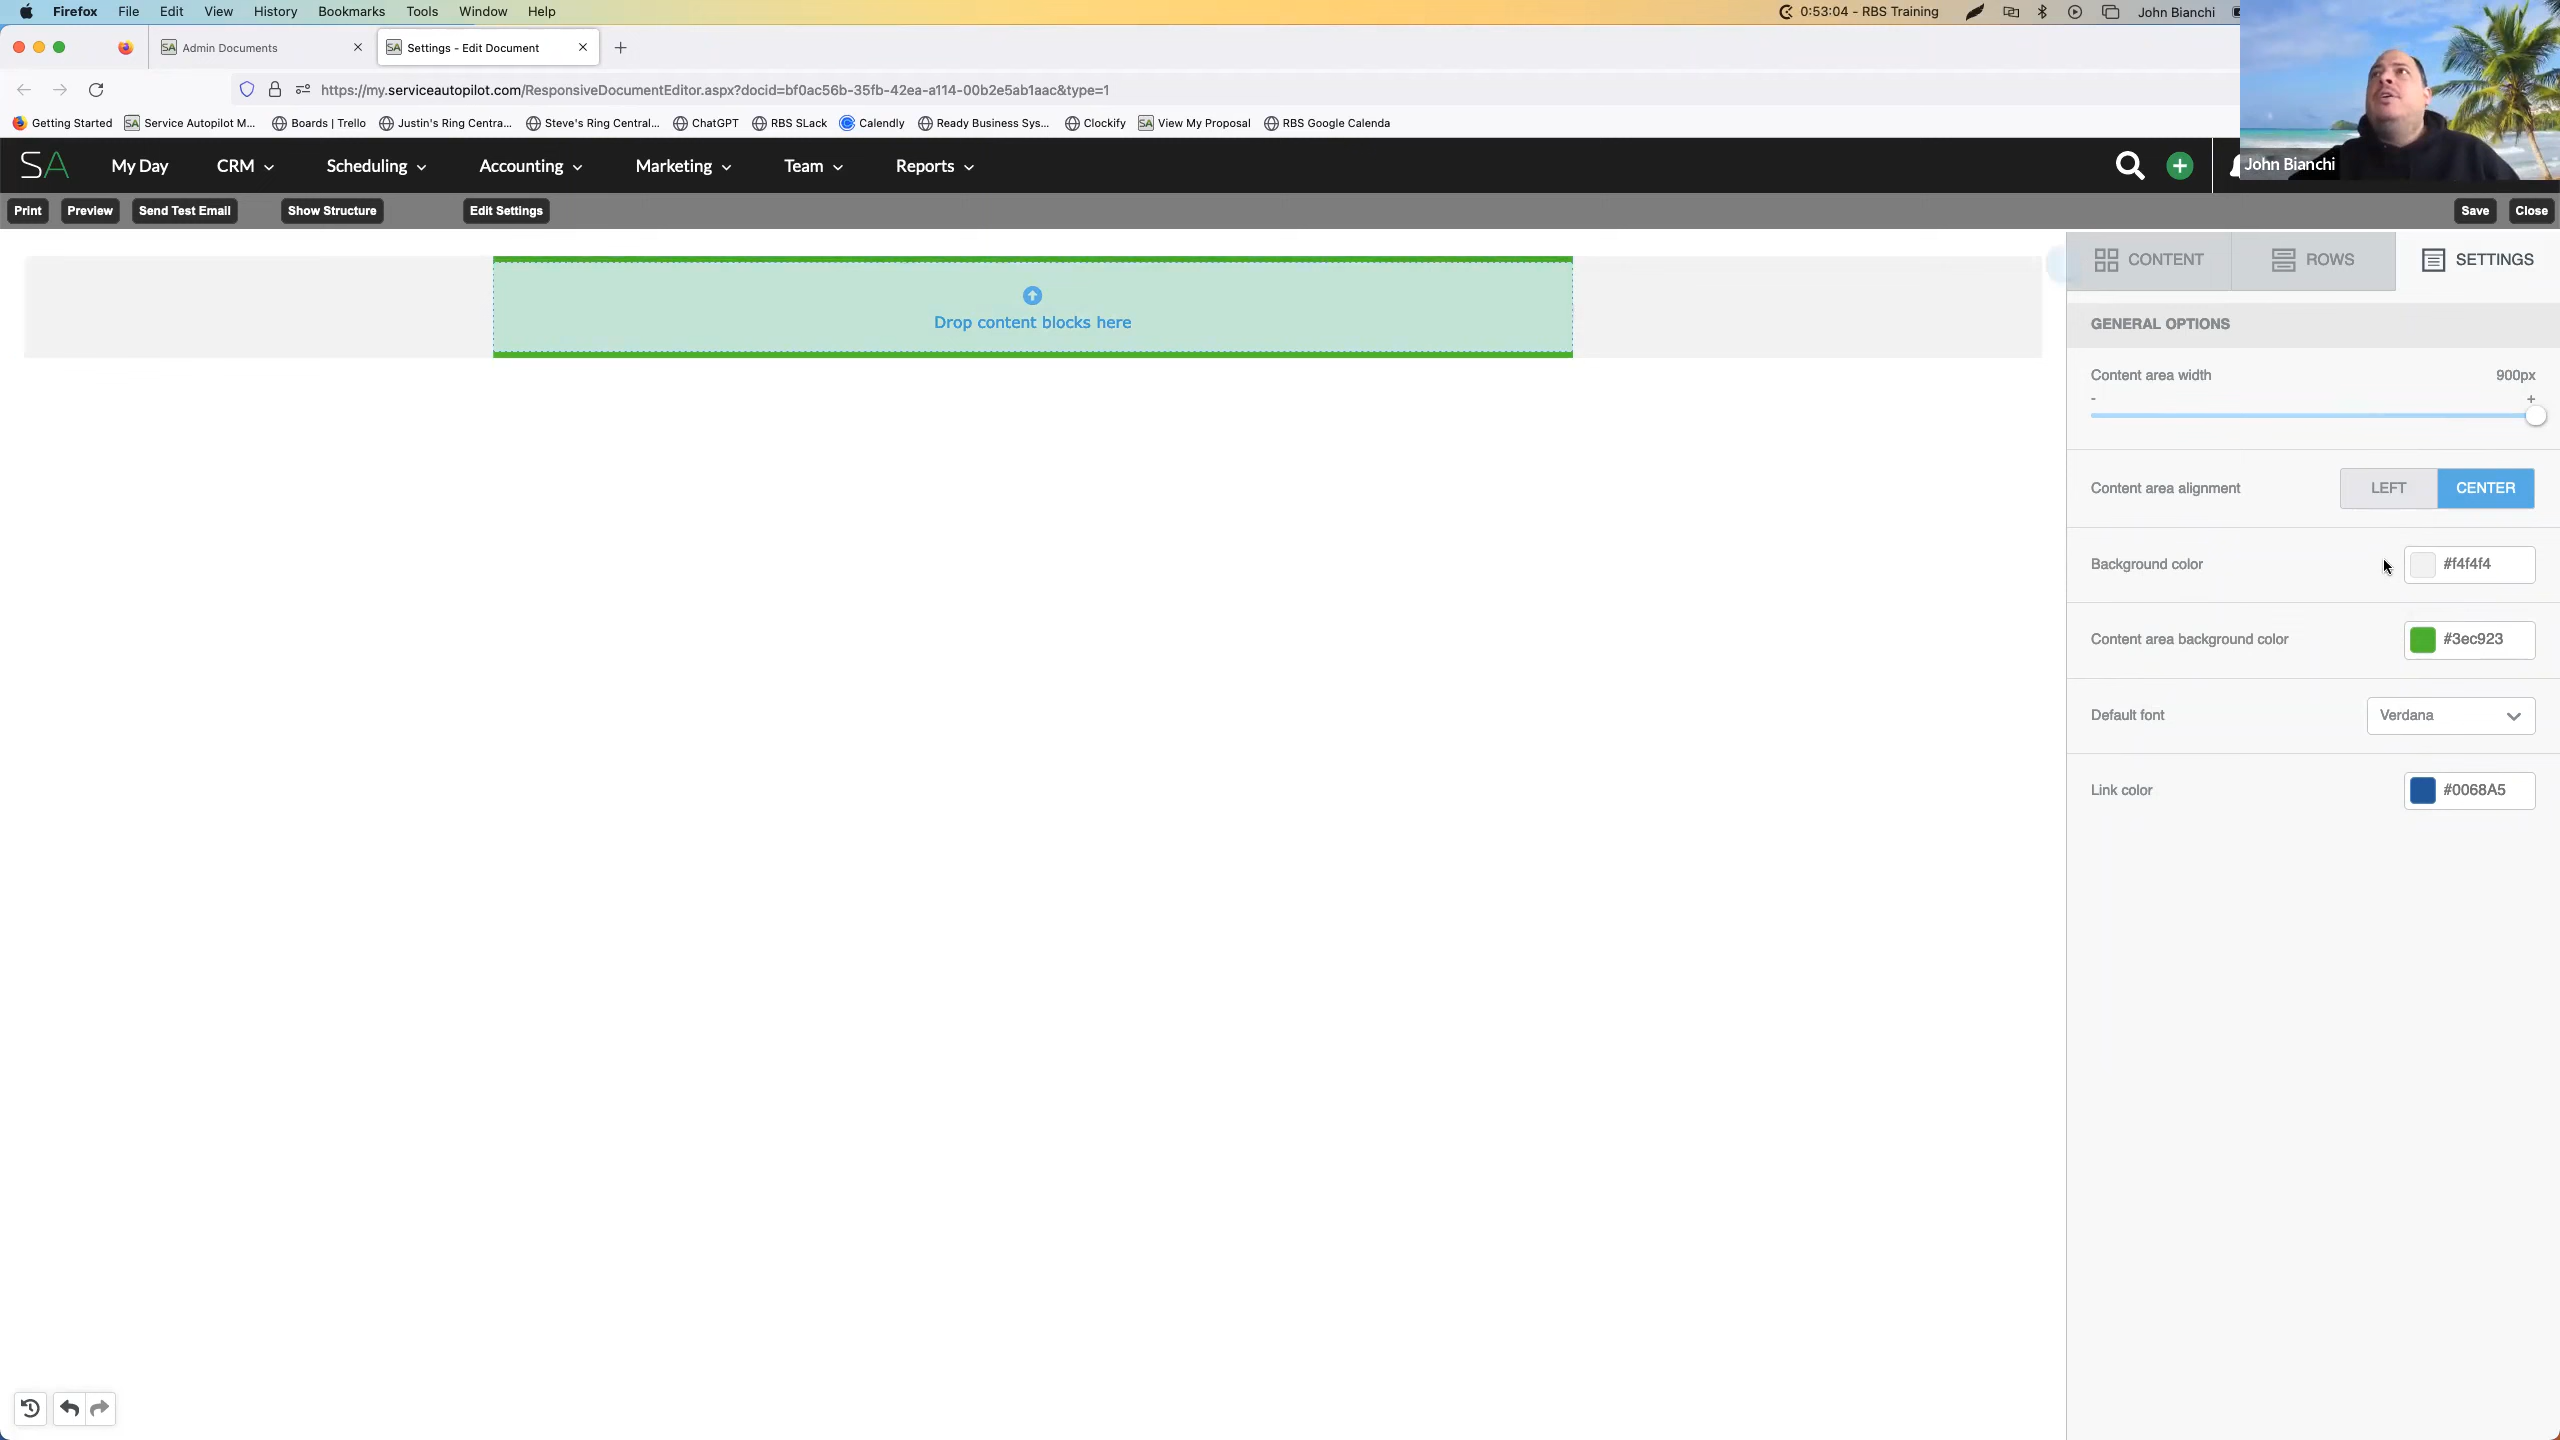 Firefox File Edit View History Bookmarks Tools Window Help 0:53:04 - RBS Training John Bianchi
SA Admin Documents SA Settings - Edit Document
https://my.serviceautopilot.com/ResponsiveDocumentEditor.aspx?docid=bf0ac56b-35fb-42ea-a114-00b2e5ab1aac&type=1
Getting Started SA Service Autopilot M... Boards | Trello Justin's Ring Centra... Steve's Ring Central... ChatGPT RBS SLack Calendly Ready Business Sys... Clockify SA View My Proposal RBS Google Calenda
SA My Day CRM Scheduling Accounting Marketing Team Reports John Bianchi
Print Preview Send Test Email Show Structure Edit Settings Save Close
CONTENT ROWS SETTINGS
Drop content blocks here
GENERAL OPTIONS
Content area width 900px
- +
Content area alignment LEFT CENTER
Background color #f4f4f4
Content area background color #3ec923
Default font Verdana
Link color #0068A5